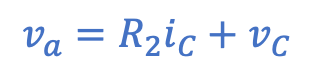 v_a = R_2 i_C + v_C